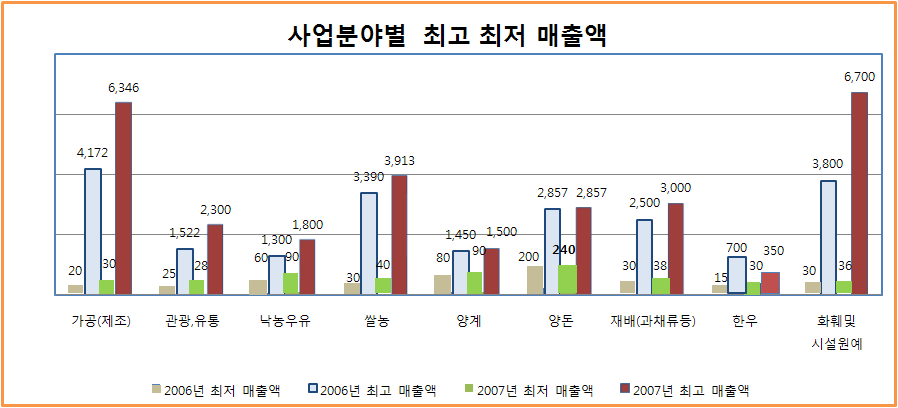 사업분야별 최고 최저 매출액
20 4,172 30 6,346
25 1,522 28 2,300
60 1,300 90 1,800
30 3,390 40 3,913
80 1,450 90 1,500
200 2,857 240 2,857
30 2,500 38 3,000
15 700 30 350
30 3,800 36 6,700
가공(제조) 관광,유통 낙농우유 쌀농 양계 양돈 재배(과채류등) 한우 화훼및
시설원예
2006년 최저 매출액 2006년 최고 매출액 2007년 최저 매출액 2007년 최고 매출액